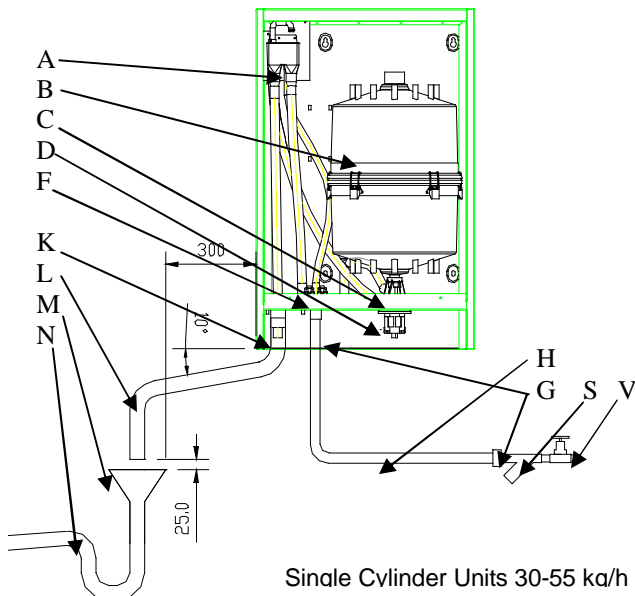 A
B
C
D
F
K
L
M
N
300
10°
25.0
H
G S V
Single Cylinder Units 30-55 kg/h